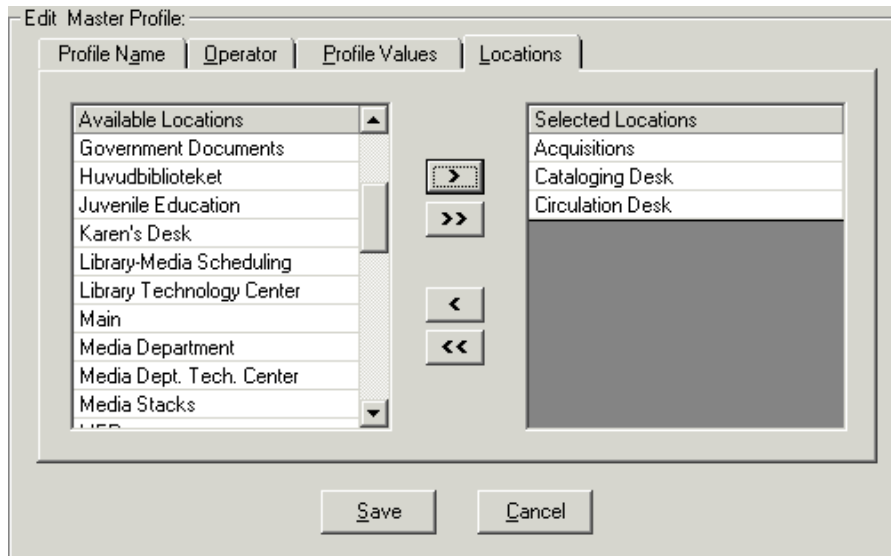 Edit Master Profile:
Profile Name
Operator
Profile Values
Locations
Available Locations
Government Documents
Huvudbiblioteket
Juvenile Education
Karen's Desk
Library-Media Scheduling
Library Technology Center
Main
Media Department
Media Dept. Tech. Center
Media Stacks
>
>>
<
<<
Selected Locations
Acquisitions
Cataloging Desk
Circulation Desk
Save
Cancel